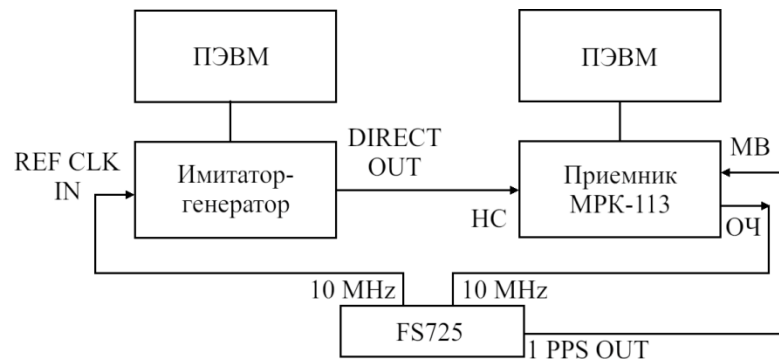 ПЭВМ
ПЭВМ
REF CLK
IN
Имитатор-
генератор
DIRECT
OUT
НС
Приемник
МРК-113
МВ
ОЧ
10 MHz
10 MHz
FS725
1 PPS OUT